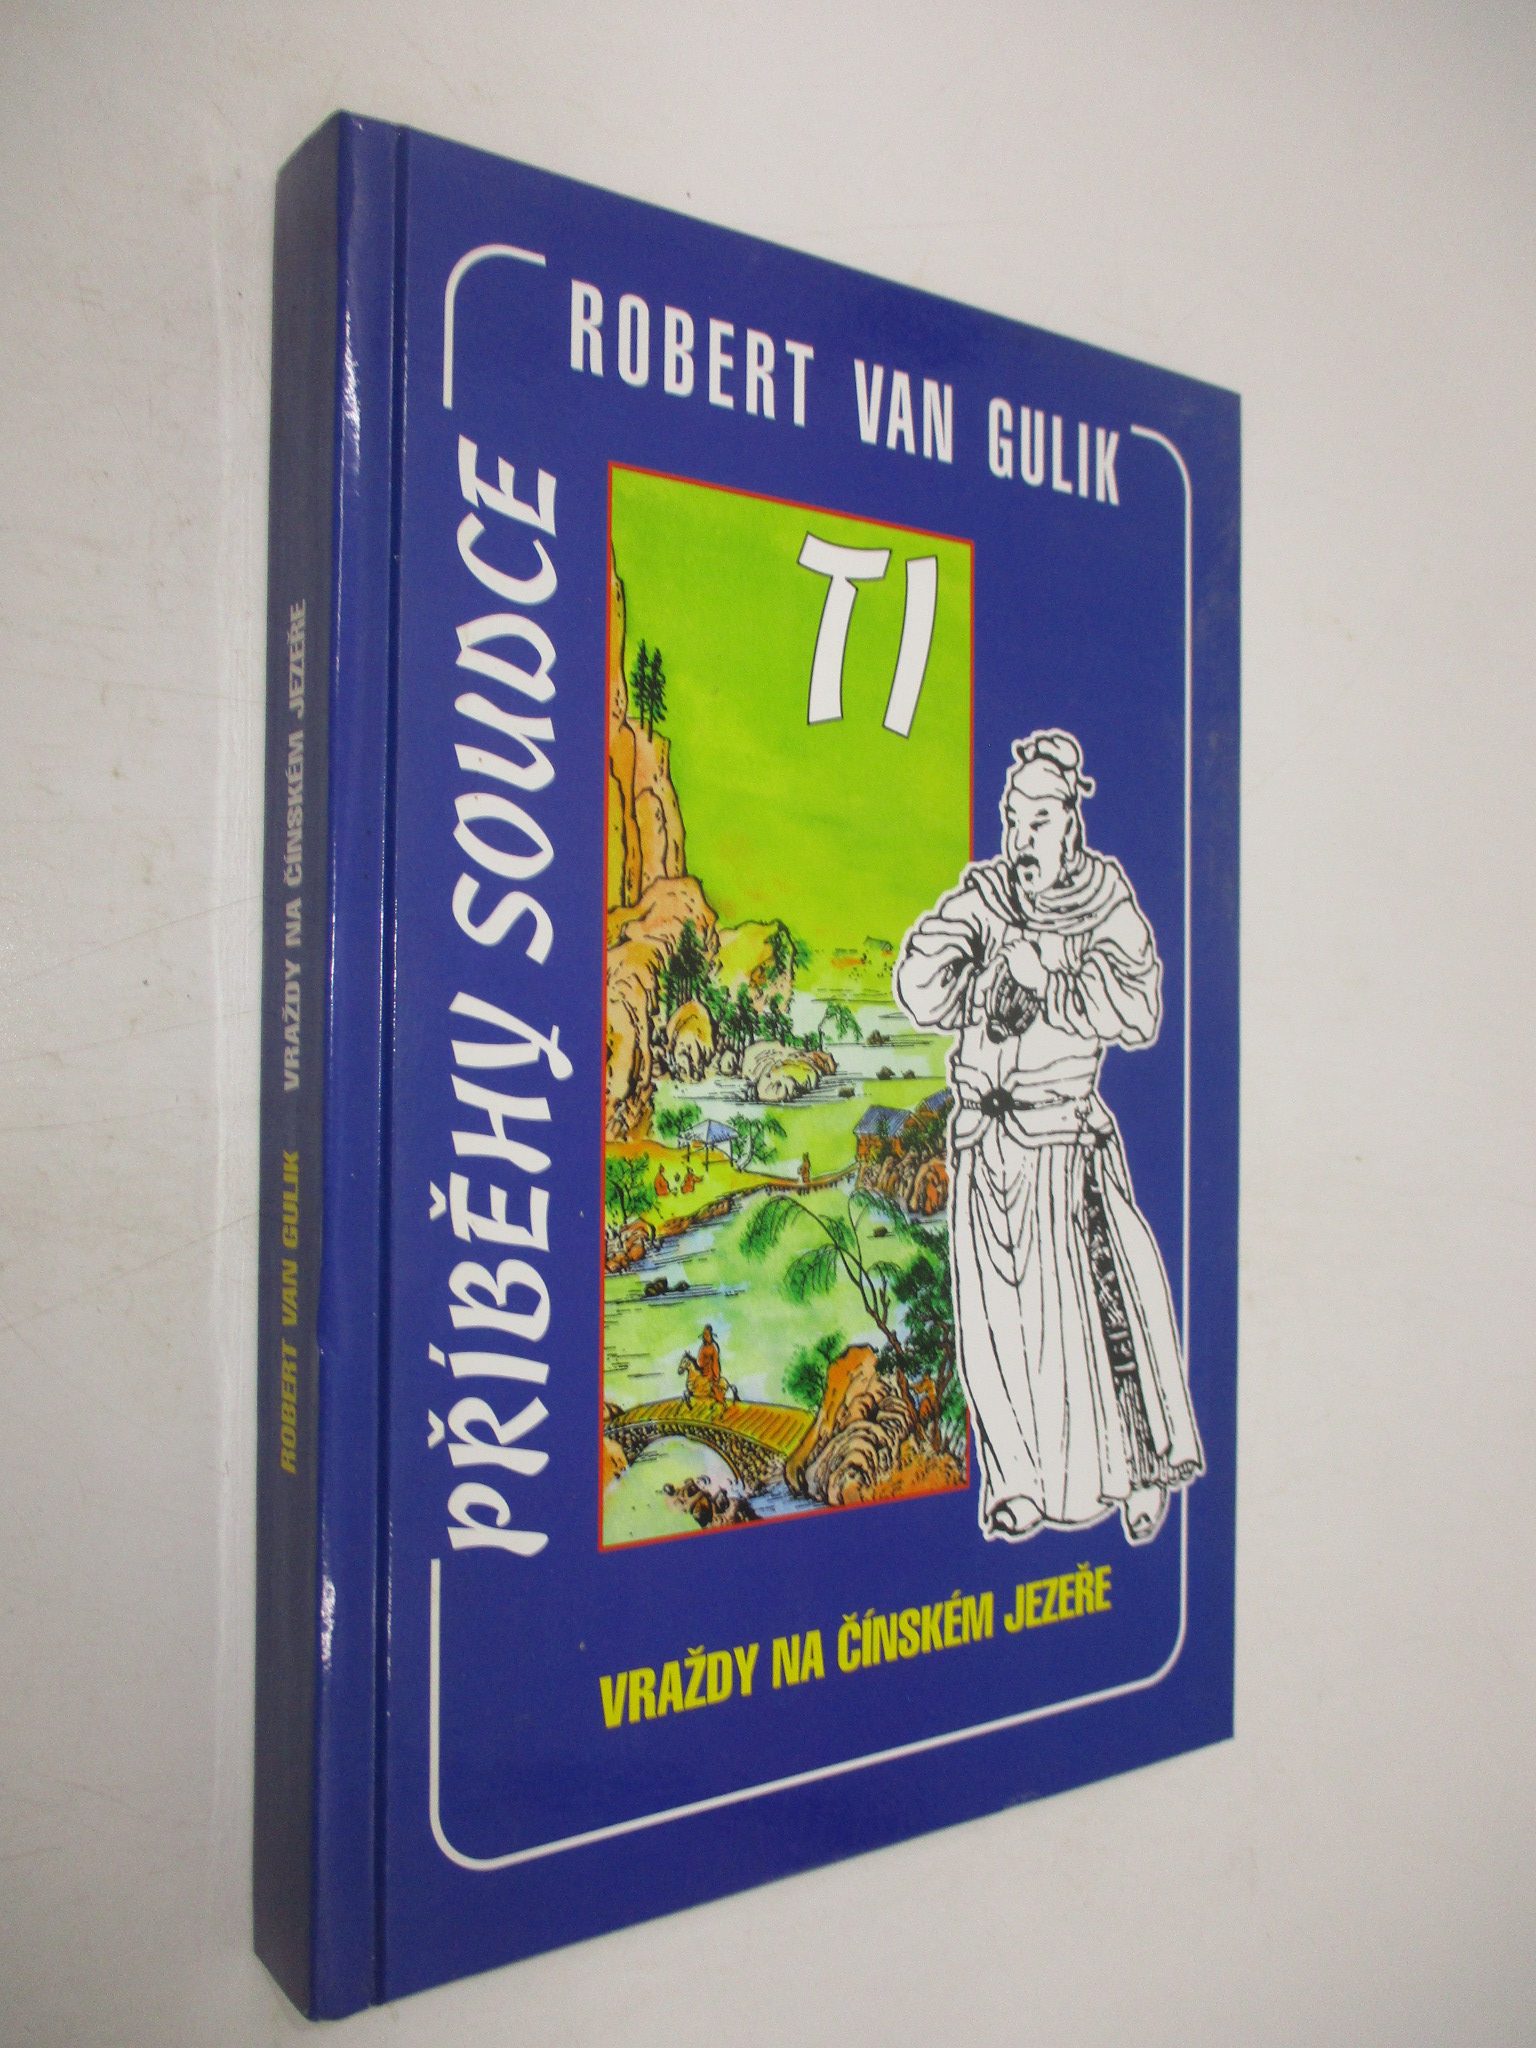 ROBERT VAN GULIK VRAŽDY NA ČÍNSKÉM JEZEŘE
ROBERT VAN GULIK
PŘÍBĚHY SOUDCE
TI
VRAŽDY NA ČÍNSKÉM JEZEŘE